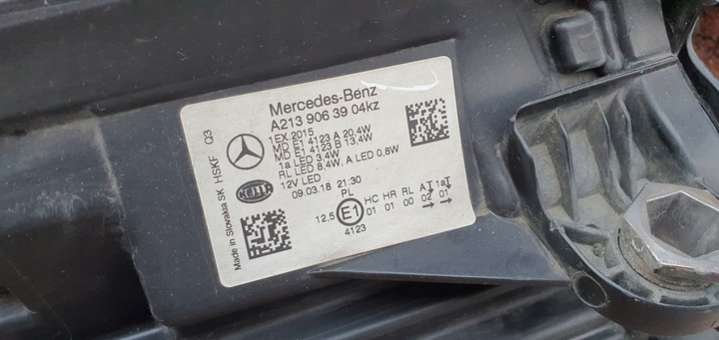 Mercedes-Benz
A213 906 39 04kz
1EX 2015
MD E1 4123 A 20,4W
MD E1 4123 B 13,4W
1a LED 3,4W
RL LED 8,4W, A LED 0,8W
12V LED
09.03.18 21:30
PL
HC HR RL A 1a
12.5 E1 01 01 00 02 01
4123
HELLA
Made in Slovakia SK HSKF Q3